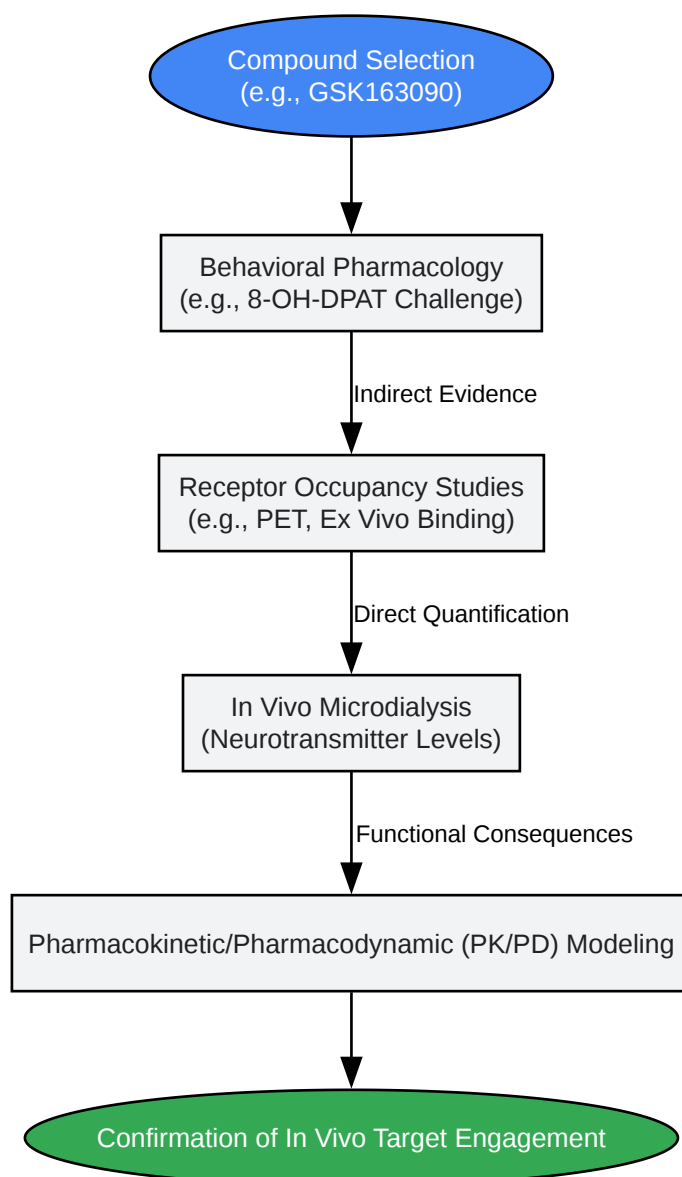 Compound Selection
(e.g., GSK163090)
Behavioral Pharmacology
(e.g., 8-OH-DPAT Challenge)
Indirect Evidence
Receptor Occupancy Studies
(e.g., PET, Ex Vivo Binding)
Direct Quantification
In Vivo Microdialysis
(Neurotransmitter Levels)
Functional Consequences
Pharmacokinetic/Pharmacodynamic (PK/PD) Modeling
Confirmation of In Vivo Target Engagement